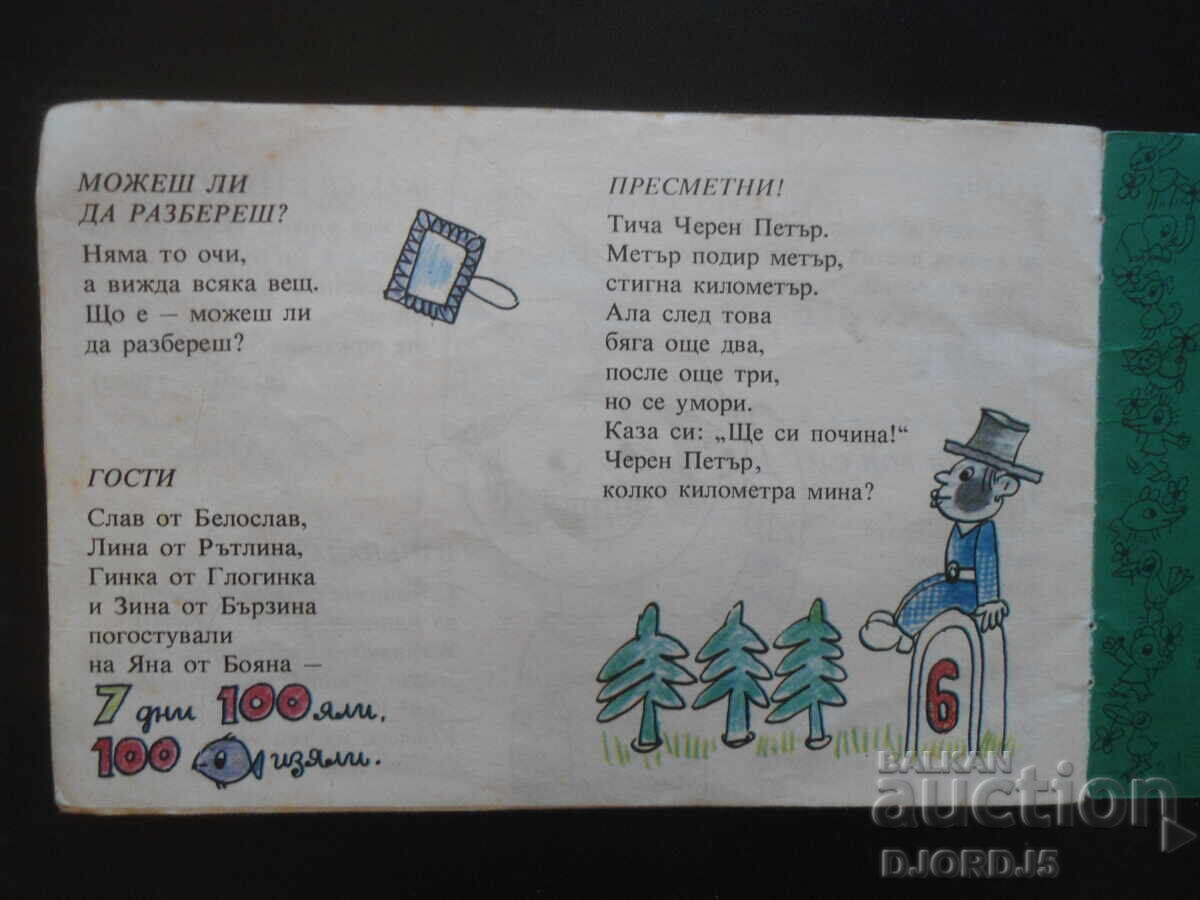 МОЖЕШ ЛИ
ДА РАЗБЕРЕШ?
Няма то очи,
а вижда всяка вещ.
Що е – можеш ли
да разбереш?
ГОСТИ
Слав от Белослав,
Лина от Рътлина,
Гинка от Глогинка
и Зина от Бързина
погостували
на Яна от Бояна –
7 дни 100яли.
100 изяли.
ПРЕСМЕТНИ!
Тича Черен Петър.
Метър подир метър,
стигна километър.
Ала след това
бяга още два,
после още три,
но се умори.
Каза си: „Ще си почина!“
Черен Петър,
колко километра мина?
6
BALKAN
auction
DJORDJ5